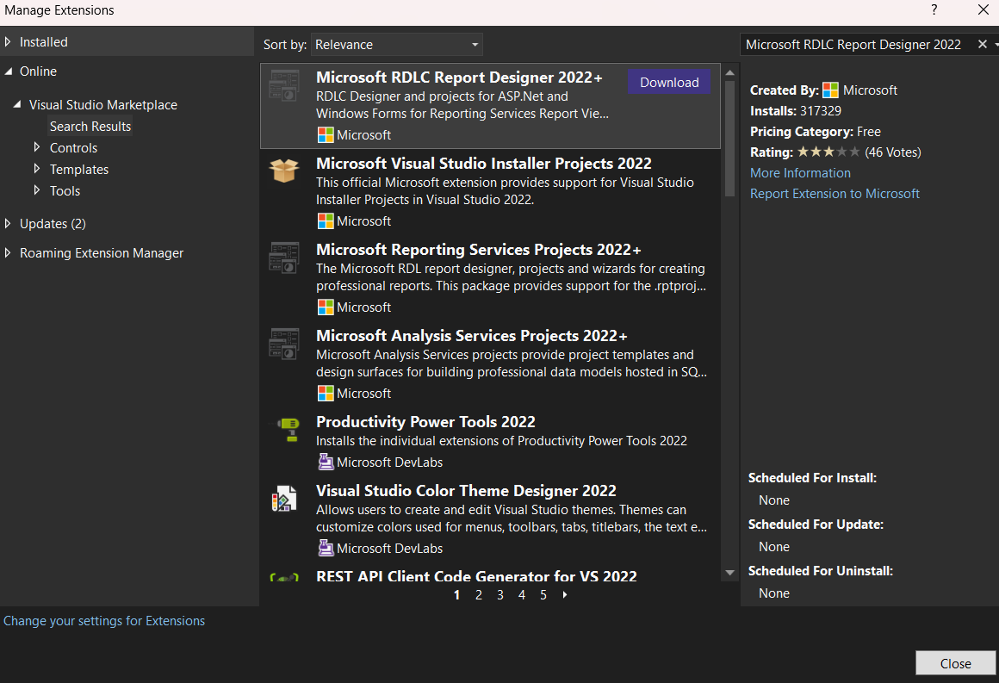 Manage Extensions
?
Installed
Online
Visual Studio Marketplace
Search Results
Controls
Templates
Tools
Updates (2)
Roaming Extension Manager
Sort by: Relevance
Microsoft RDLC Report Designer 2022+
Download
RDLC Designer and projects for ASP.Net and
Windows Forms for Reporting Services Report Vie...
Microsoft
Microsoft Visual Studio Installer Projects 2022
This official Microsoft extension provides support for Visual Studio
Installer Projects in Visual Studio 2022.
Microsoft
Microsoft Reporting Services Projects 2022+
The Microsoft RDL report designer, projects and wizards for creating
professional reports. This package provides support for the .rptproj...
Microsoft
Microsoft Analysis Services Projects 2022+
Microsoft Analysis Services projects provide project templates and
design surfaces for building professional data models hosted in SQ...
Microsoft
Productivity Power Tools 2022
Installs the individual extensions of Productivity Power Tools 2022
Microsoft DevLabs
Visual Studio Color Theme Designer 2022
Allows users to create and edit Visual Studio themes. Themes can
customize colors used for menus, toolbars, tabs, titlebars, the text e...
Microsoft DevLabs
REST API Client Code Generator for VS 2022
1 2 3 4 5
Microsoft RDLC Report Designer 2022
Created By: Microsoft
Installs: 317329
Pricing Category: Free
Rating: (46 Votes)
More Information
Report Extension to Microsoft
Scheduled For Install:
None
Scheduled For Update:
None
Scheduled For Uninstall:
None
Change your settings for Extensions
Close